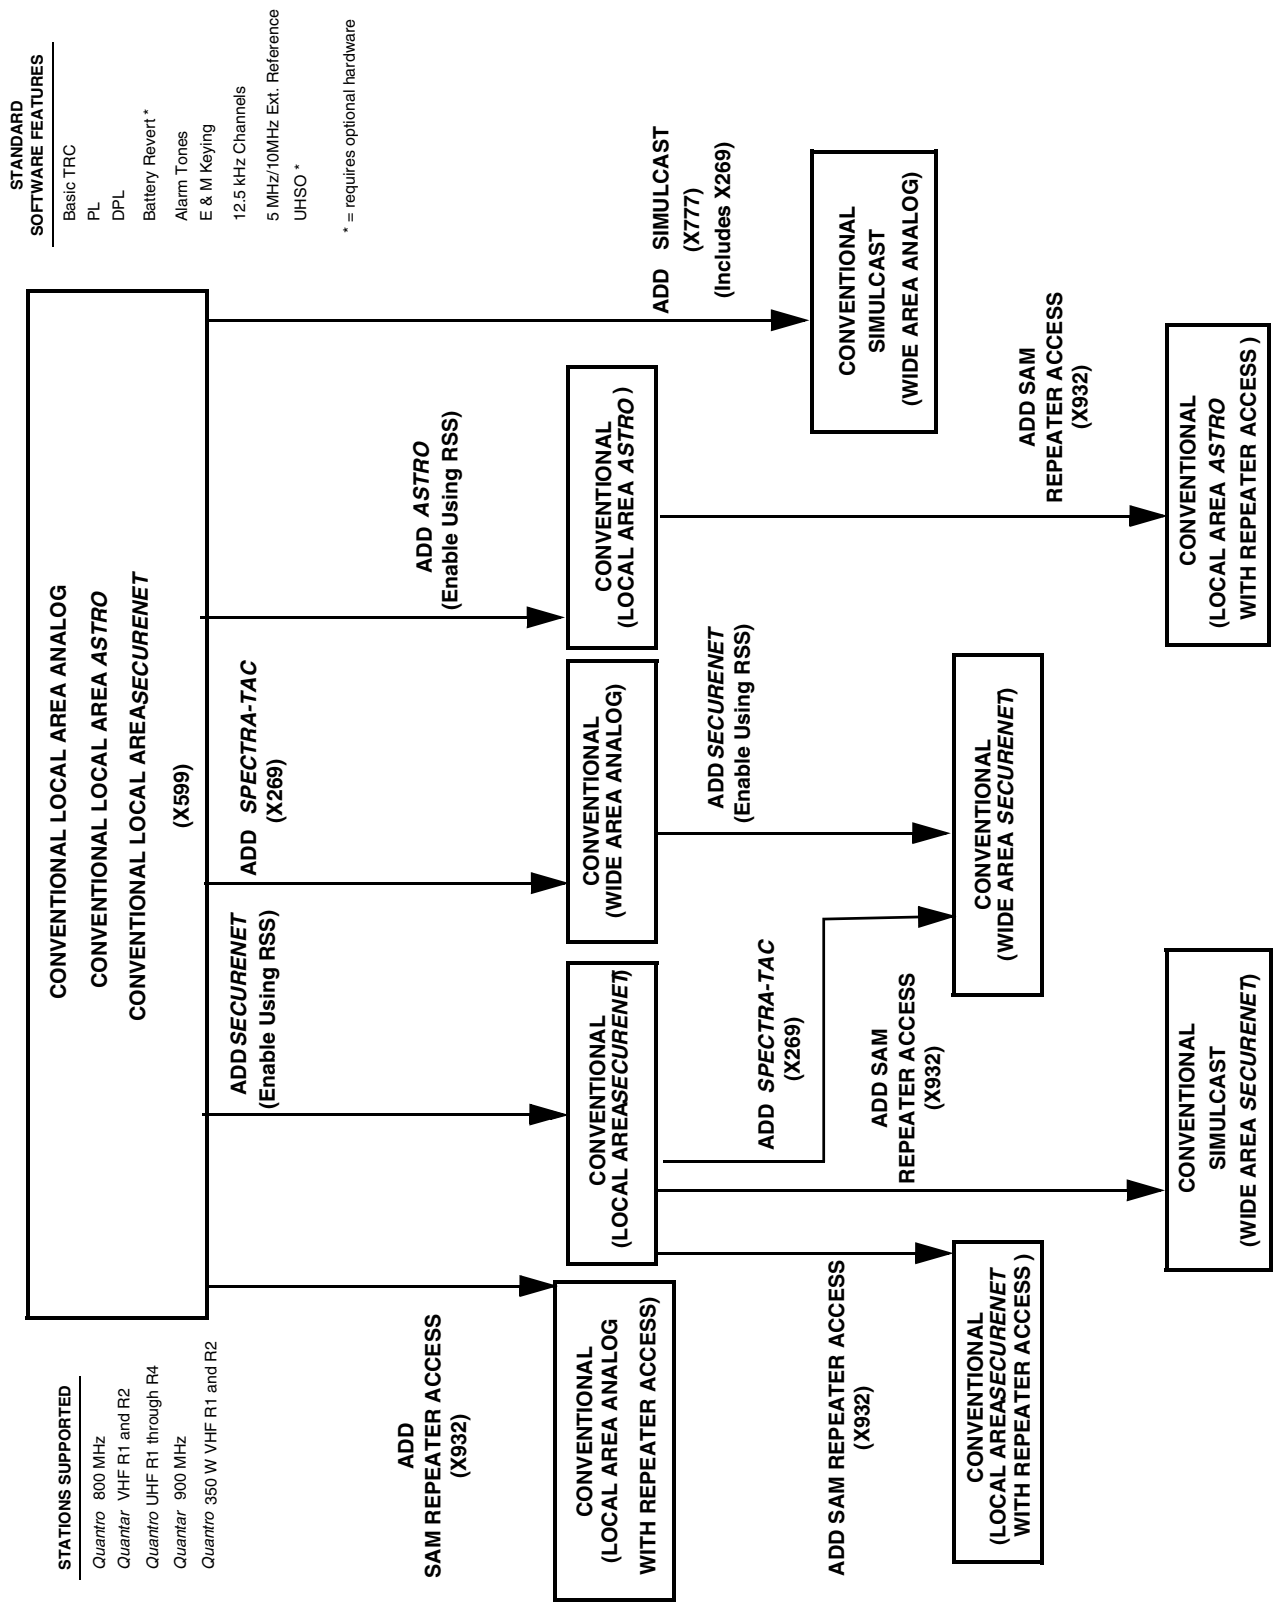 STATIONS SUPPORTED
Quantro 800 MHz
Quantar VHF R1 and R2
Quantro UHF R1 through R4
Quantar 900 MHz
Quantro 350 W VHF R1 and R2
CONVENTIONAL LOCAL AREA ANALOG
CONVENTIONAL LOCAL AREA ASTRO
CONVENTIONAL LOCAL AREASECURENET
(X599)
STANDARD
SOFTWARE FEATURES
Basic TRC
PL
DPL
Battery Revert *
Alarm Tones
E & M Keying
12.5 kHz Channels
5 MHz/10MHz Ext. Reference
UHSO *
* = requires optional hardware
ADD
SAM REPEATER ACCESS
(X932)
ADD SECURENET
(Enable Using RSS)
ADD SPECTRA-TAC
(X269)
ADD ASTRO
(Enable Using RSS)
ADD SIMULCAST
(X777)
(Includes X269)
CONVENTIONAL
(LOCAL AREA ANALOG
WITH REPEATER ACCESS)
CONVENTIONAL
(LOCAL AREASECURENET)
CONVENTIONAL
(WIDE AREA ANALOG)
CONVENTIONAL
(LOCAL AREA ASTRO)
CONVENTIONAL
SIMULCAST
(WIDE AREA ANALOG)
ADD SAM REPEATER ACCESS
(X932)
ADD SPECTRA-TAC
(X269)
ADD SAM
REPEATER ACCESS
(X932)
ADD SECURENET
(Enable Using RSS)
ADD SAM
REPEATER ACCESS
(X932)
CONVENTIONAL
(LOCAL AREASECURENET
WITH REPEATER ACCESS )
CONVENTIONAL
(WIDE AREA SECURENET)
CONVENTIONAL
SIMULCAST
(WIDE AREA SECURENET)
CONVENTIONAL
(LOCAL AREA ASTRO
WITH REPEATER ACCESS )